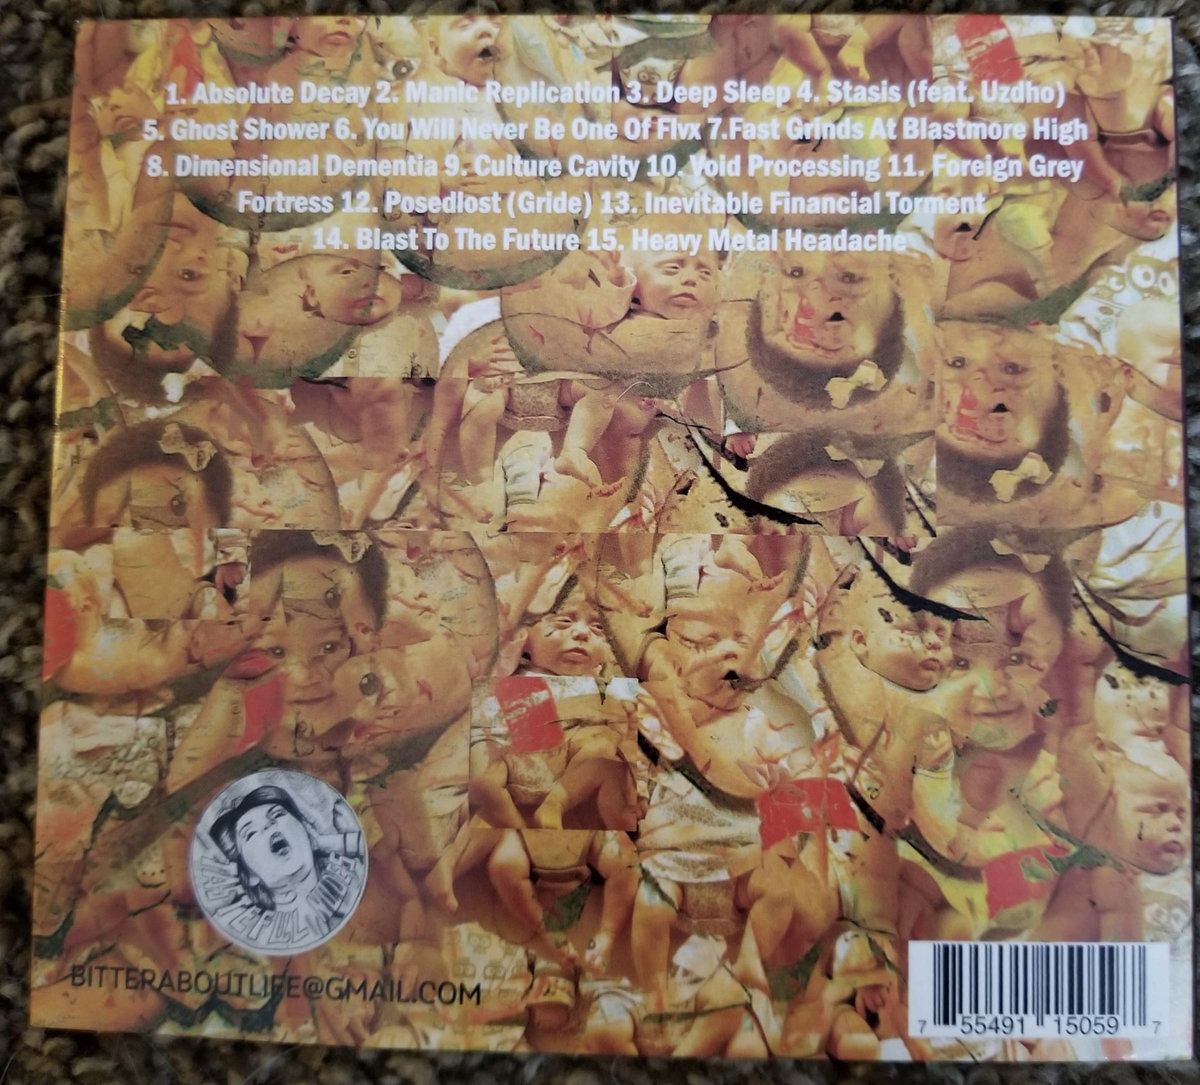 1. Absolute Decay 2. Manic Replication 3. Deep Sleep 4. Stasis (feat. Uzdho)
5. Ghost Shower 6. You Will Never Be One Of Flvx 7.Fast Grinds At Blastmore High
8. Dimensional Dementia 9. Culture Cavity 10. Void Processing 11. Foreign Grey
Fortress 12. Posedlost (Gride) 13. Inevitable Financial Torment
14. Blast To The Future 15. Heavy Metal Headache
BITTERABOUTLIFE@GMAIL.COM
7 55491 15059 7